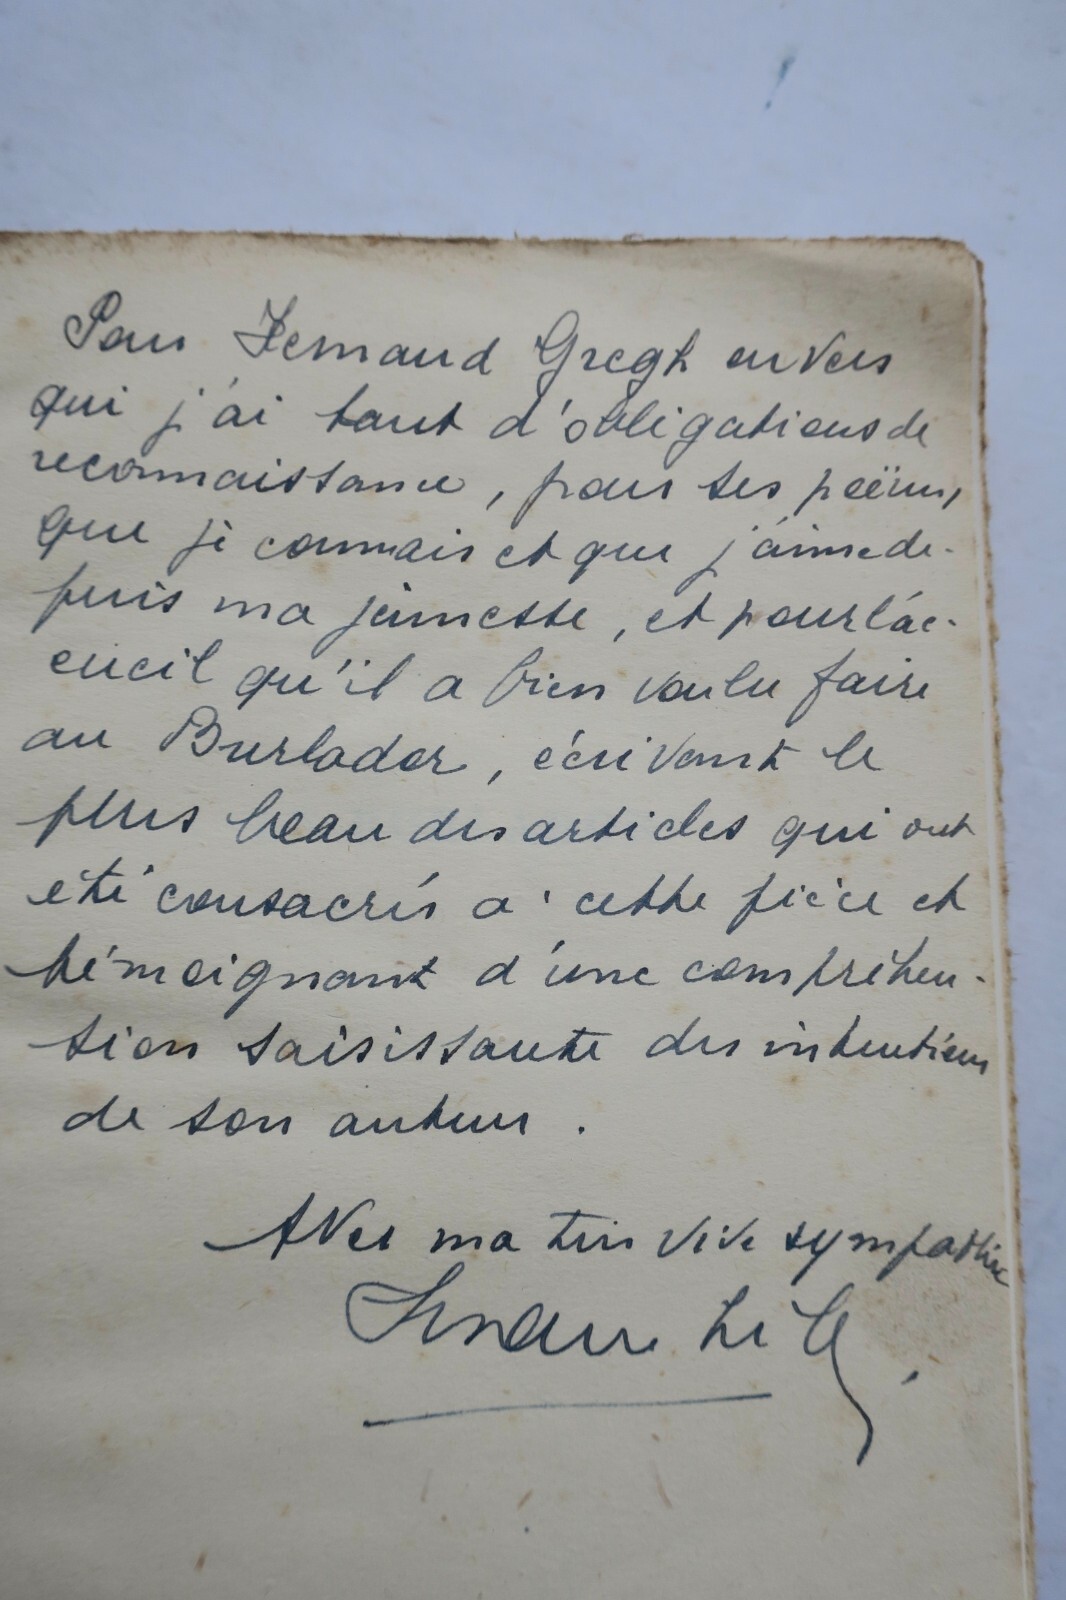 Pour Fernand Gregh envers
qui j'ai tant d'obligations de
reconnaissance, pour ses poëmes,
que je connais et que j'aime de-
puis ma jeunesse, et pour l'ac-
cueil qu'il a bien voulu faire
au Burlador, écrivant le
plus beau des articles qui ont
été consacrés à cette pièce et
témoignant d'une compréhen-
sion saisissante des intentions
de son auteur.
Avec ma très vive sympathie
Suzanne Lilar